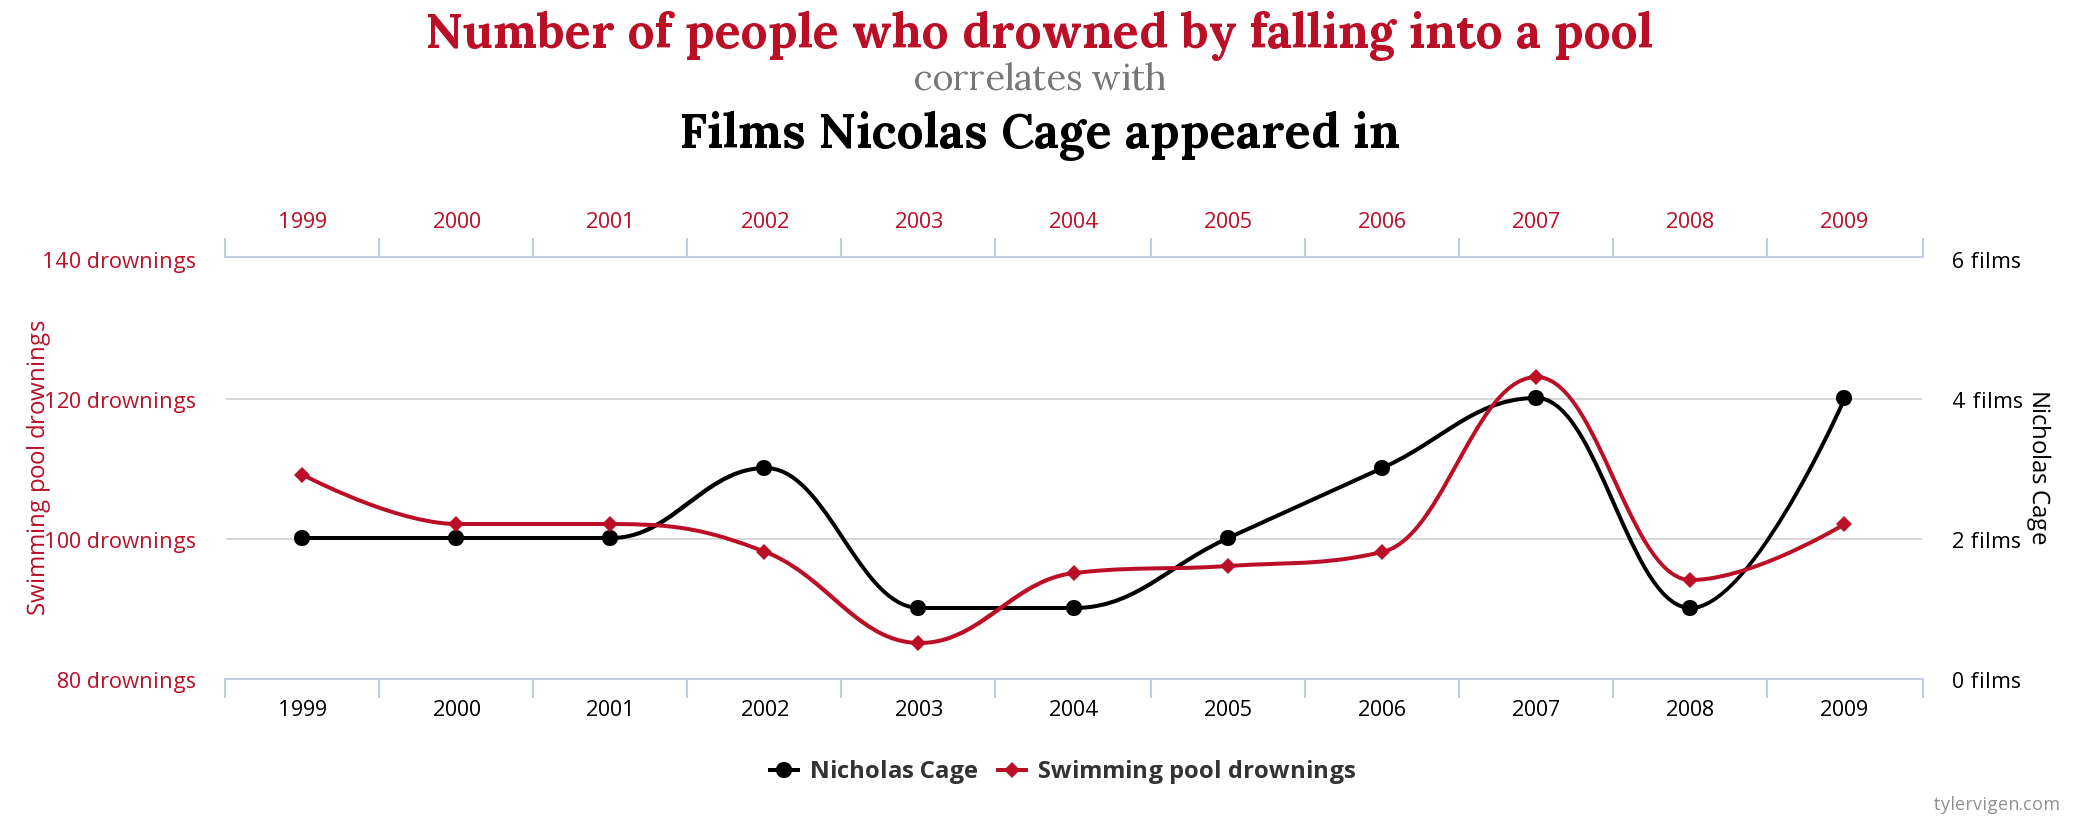 Number of people who drowned by falling into a pool
correlates with
Films Nicolas Cage appeared in
1999 2000 2001 2002 2003 2004 2005 2006 2007 2008 2009
140 drownings 6 films
120 drownings 4 films
100 drownings 2 films
80 drownings 0 films
Swimming pool drownings
Nicholas Cage
1999 2000 2001 2002 2003 2004 2005 2006 2007 2008 2009
Nicholas Cage Swimming pool drownings
tylervigen.com